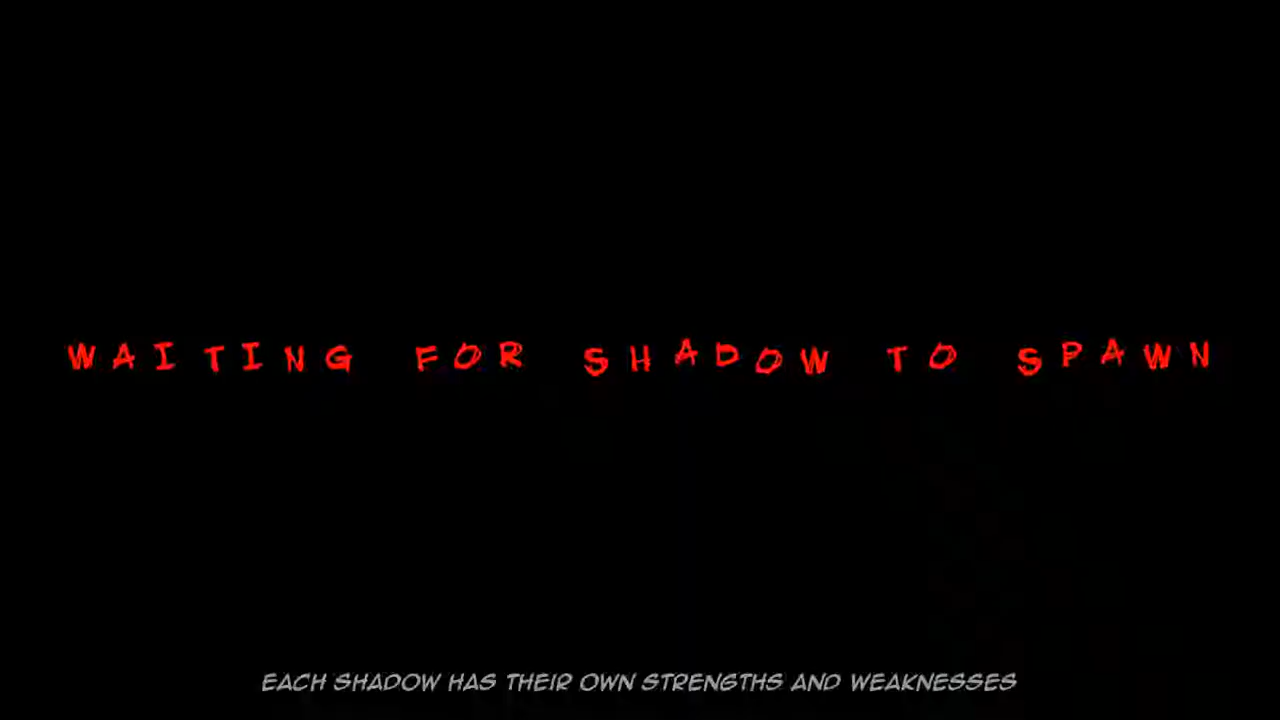 WAITING FOR SHADOW TO SPAWN
EACH SHADOW HAS THEIR OWN STRENGTHS AND WEAKNESSES